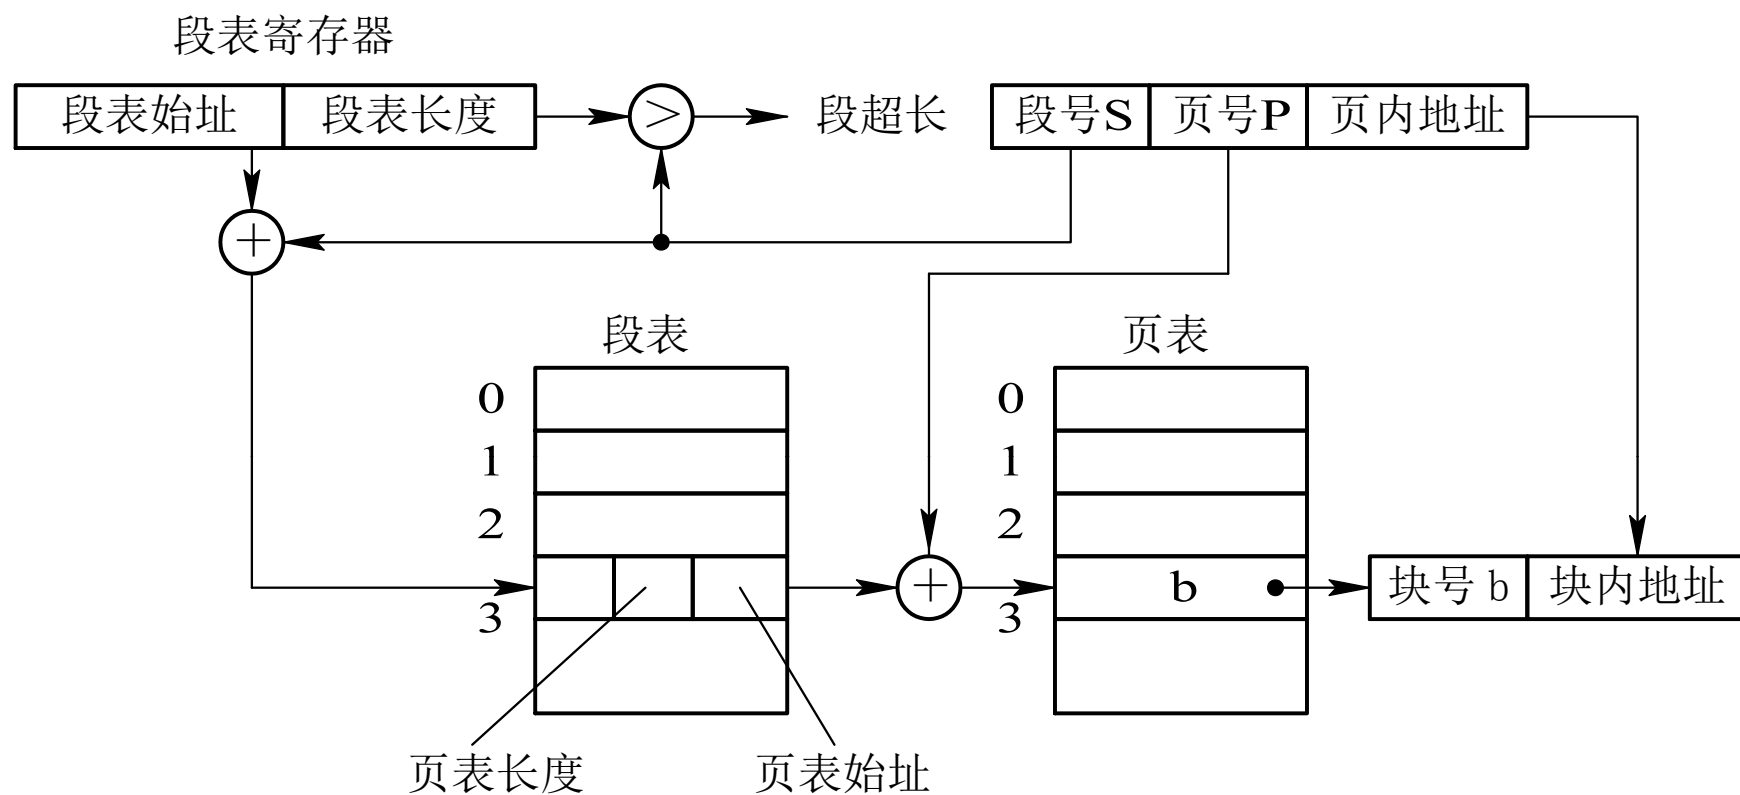 段表寄存器
段表始址 段表长度 > 段超长 段号S 页号P 页内地址
+
段表 页表
0 0
1 1
2 2
+ b 块号 b 块内地址
3 3
页表长度 页表始址